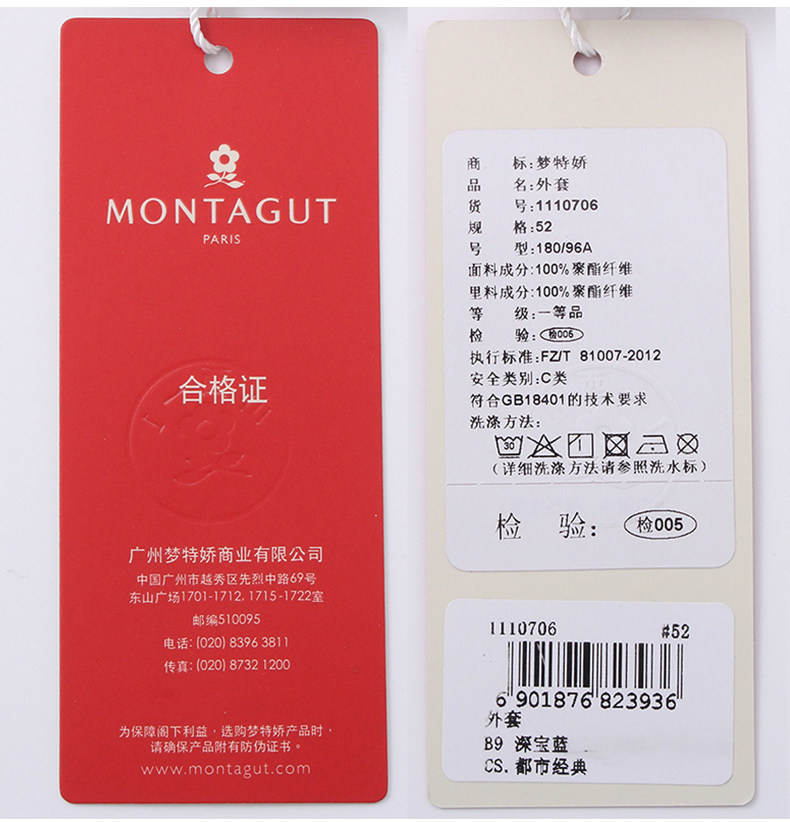 MONTAGUT
PARIS
合格证
广州梦特娇商业有限公司
中国广州市越秀区先烈中路69号
东山广场1701-1712, 1715-1722室
邮编510095
电话: (020) 8396 3811
传真: (020) 8732 1200
为保障阁下利益，选购梦特娇产品时，
请确保产品附有防伪证书。
www.montagut.com
商 标:梦特娇
品 名:外套
货 号:1110706
规 格:52
号 型:180/96A
面料成分:100%聚酯纤维
里料成分:100%聚酯纤维
等 级:一等品
检 验:检005
执行标准:FZ/T 81007-2012
安全类别:C类
符合GB18401的技术要求
洗涤方法:
30
(详细洗涤方法请参照洗水标)
检 验: 检005
1110706 #52
6 901876 823936
外套
B9 深宝蓝
CS. 都市经典